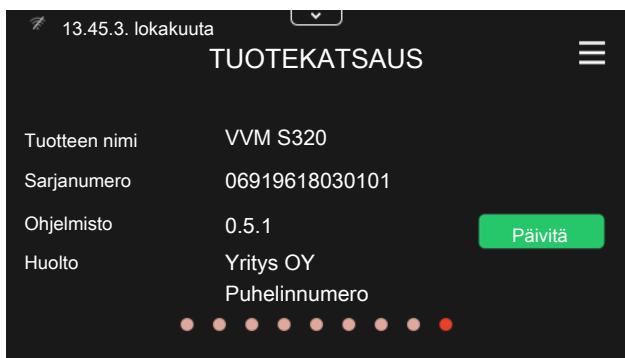 13.45.3. lokakuuta
TUOTEKATSAUS
Tuotteen nimi VVM S320
Sarjanumero 06919618030101
Ohjelmisto 0.5.1 Päivitä
Huolto Yritys OY
Puhelinnumero